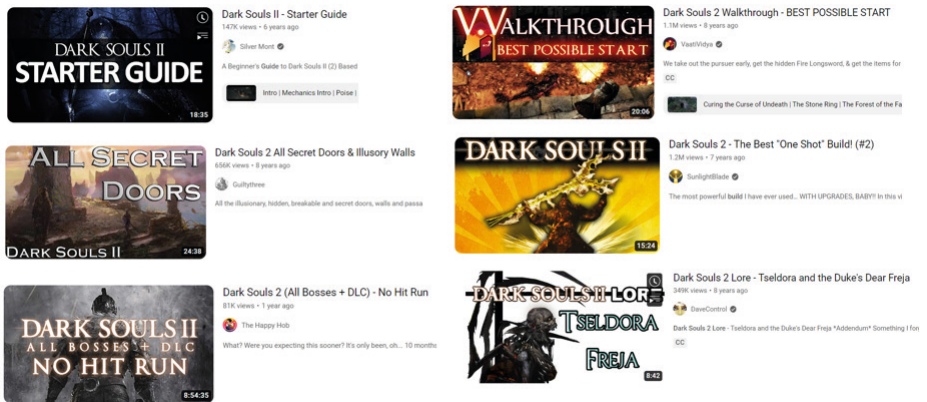 DARK SOULS II
STARTER GUIDE
18:35
Dark Souls II - Starter Guide
147K views • 6 years ago
Silver Mont
A Beginner's Guide to Dark Souls II (2) Based
Intro | Mechanics Intro | Poise |
WALKTHROUGH
BEST POSSIBLE START
20:06
Dark Souls 2 Walkthrough - BEST POSSIBLE START
1.1M views • 8 years ago
VaatiVidya
We take out the pursuer early, get the hidden Fire Longsword, & get the items for
CC
Curing the Curse of Undeath | The Stone Ring | The Forest of the Fa
ALL SECRET
DOORS
DARK SOULS II
24:38
Dark Souls 2 All Secret Doors & Illusory Walls
656K views • 8 years ago
Guiltythree
All the illusionary, hidden, breakable and secret doors, walls and passa
DARK SOULS II
15:24
Dark Souls 2 - The Best "One Shot" Build! (#2)
1.2M views • 7 years ago
SunlightBlade
The most powerful build I have ever used... WITH UPGRADES, BABY!! In this vi
DARK SOULS II
ALL BOSSES + DLC
NO HIT RUN
8:54:35
Dark Souls 2 (All Bosses + DLC) - No Hit Run
81K views • 1 year ago
The Happy Hob
What? Were you expecting this sooner? It's only been, oh... 10 months
DARK SOULS II LORE
TSELDORA
FREJA
8:42
Dark Souls 2 Lore - Tseldora and the Duke's Dear Freja
349K views • 8 years ago
DaveControl
Dark Souls 2 Lore - Tseldora and the Duke's Dear Freja *Addendum* Something I for
CC